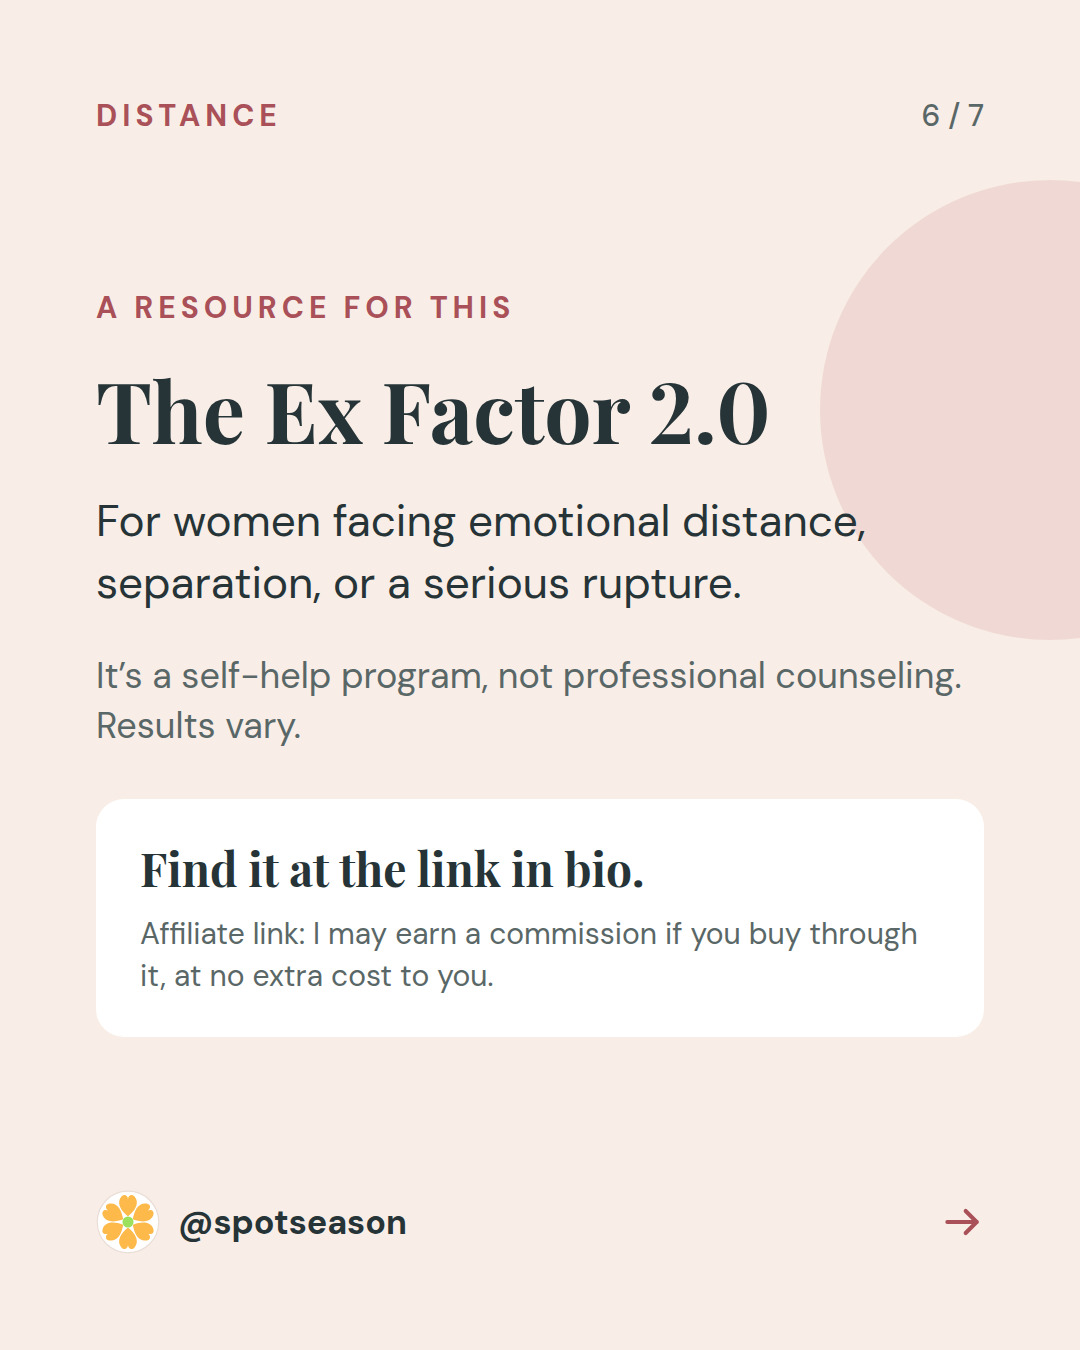 DISTANCE
6 / 7
A RESOURCE FOR THIS
The Ex Factor 2.0
For women facing emotional distance,
separation, or a serious rupture.
It’s a self-help program, not professional counseling.
Results vary.
Find it at the link in bio.
Affiliate link: I may earn a commission if you buy through
it, at no extra cost to you.
@spotseason